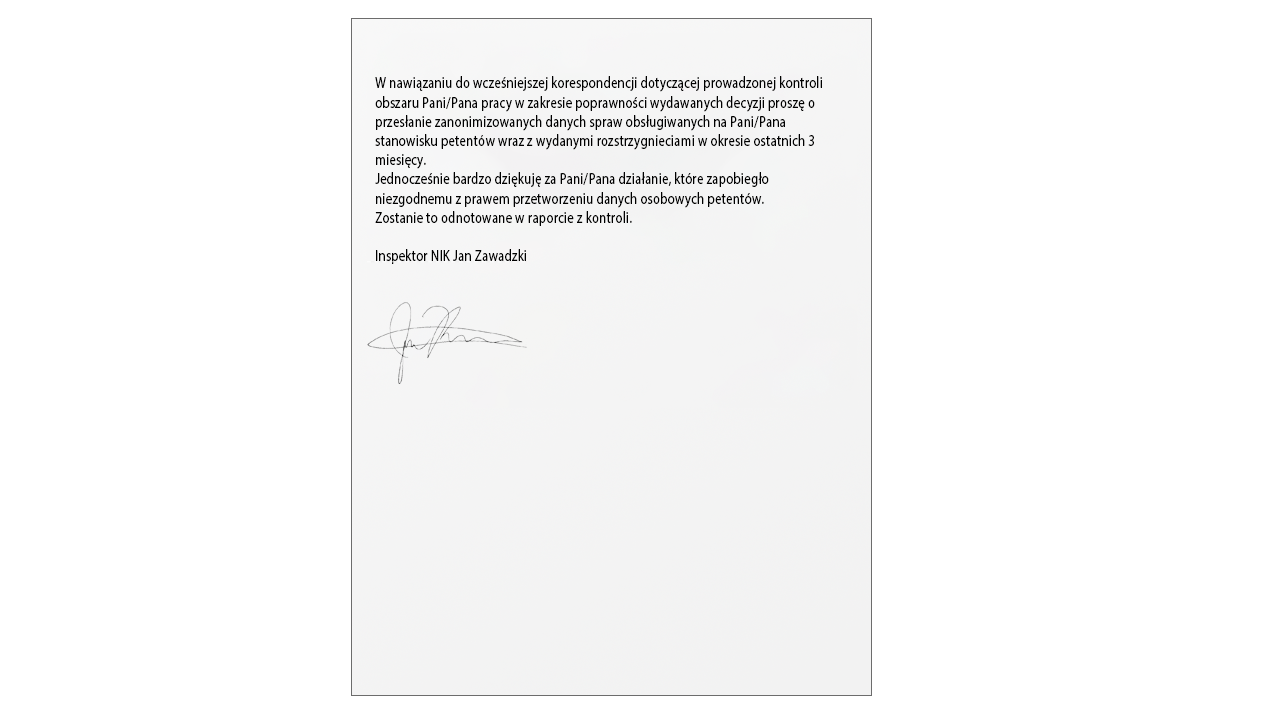 W nawiązaniu do wcześniejszej korespondencji dotyczącej prowadzonej kontroli
obszaru Pani/Pana pracy w zakresie poprawności wydawanych decyzji proszę o
przesłanie zanonimizowanych danych spraw obsługiwanych na Pani/Pana
stanowisku petentów wraz z wydanymi rozstrzygnieciami w okresie ostatnich 3
miesięcy.
Jednocześnie bardzo dziękuję za Pani/Pana działanie, które zapobiegło
niezgodnemu z prawem przetworzeniu danych osobowych petentów.
Zostanie to odnotowane w raporcie z kontroli.
Inspektor NIK Jan Zawadzki